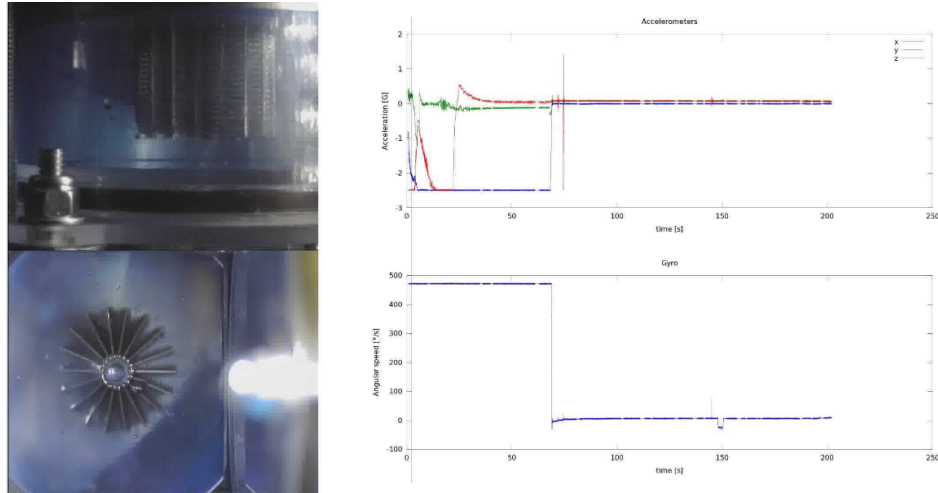 Accelerometers
x
y
z
Acceleration [G]
2
1
0
-1
-2
-3
0
50
100
150
200
250
time [s]
Gyro
Angular speed [°/s]
500
400
300
200
100
0
-100
0
50
100
150
200
250
time [s]